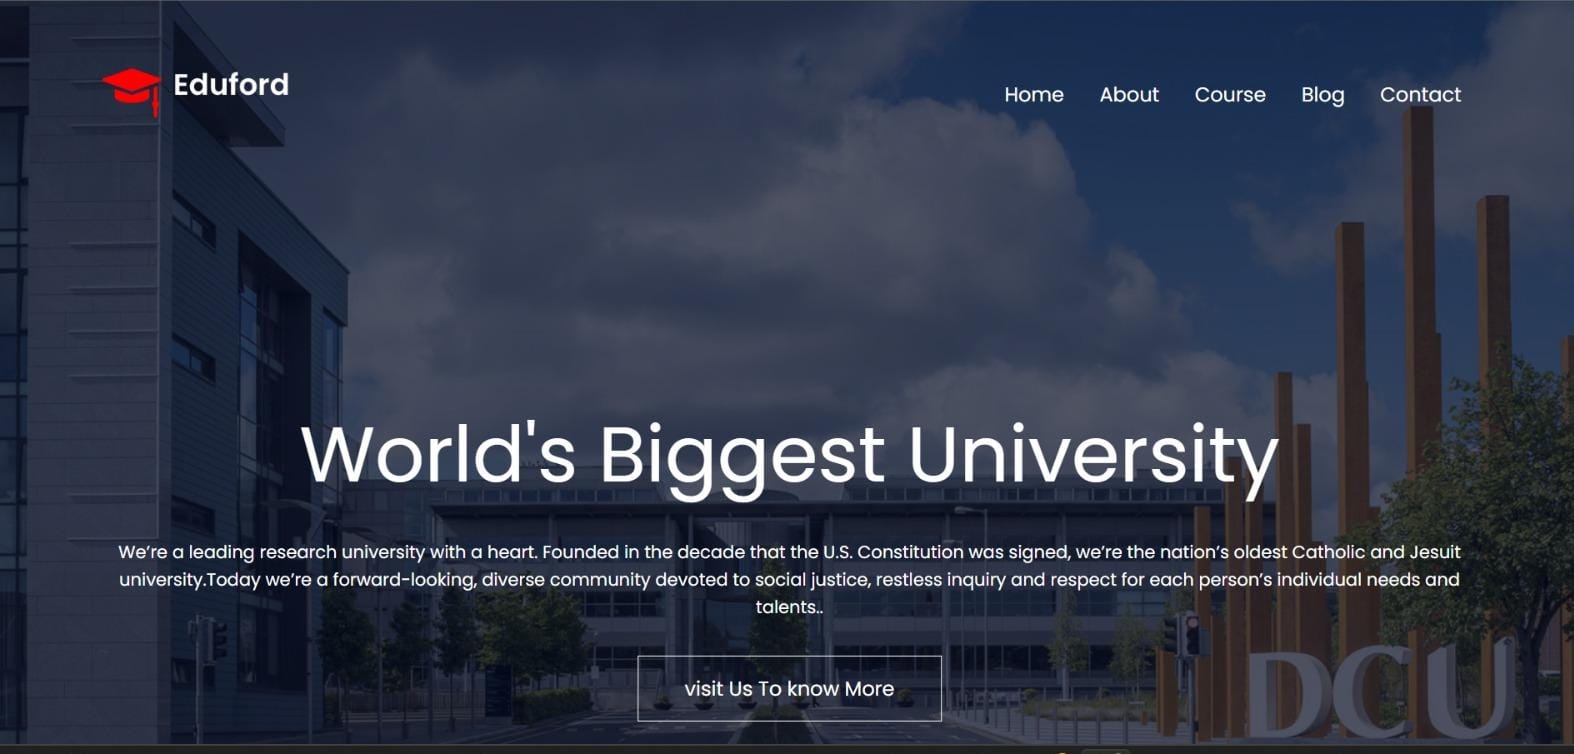 Eduford
Home About Course Blog Contact
World's Biggest University
We’re a leading research university with a heart. Founded in the decade that the U.S. Constitution was signed, we’re the nation’s oldest Catholic and Jesuit
university.Today we’re a forward-looking, diverse community devoted to social justice, restless inquiry and respect for each person’s individual needs and
talents..
visit Us To know More
DCU